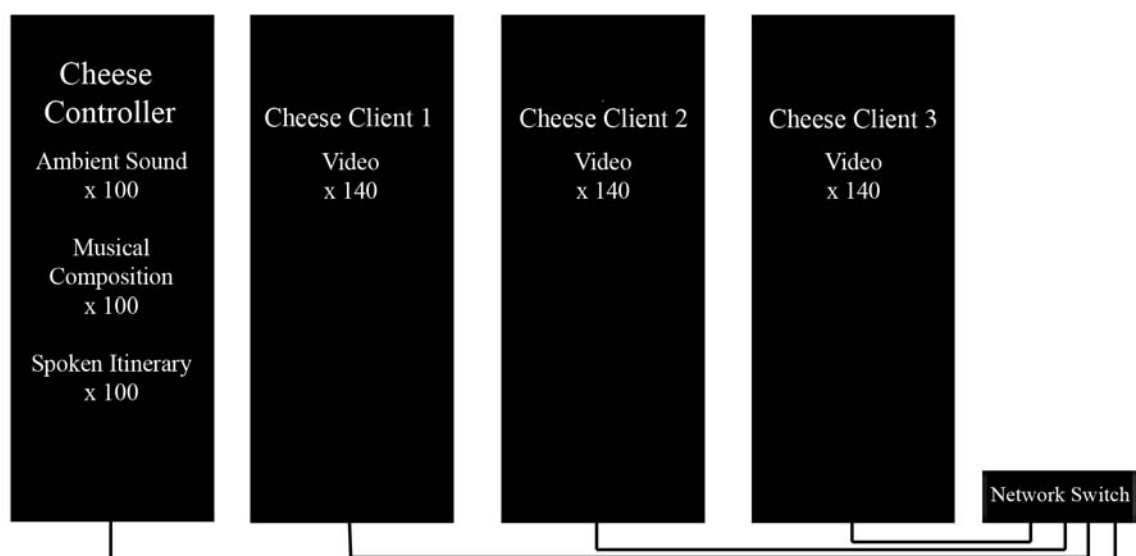 Cheese
Controller
Ambient Sound
x 100
Musical
Composition
x 100
Spoken Itinerary
x 100
Cheese Client 1
Video
x 140
Cheese Client 2
Video
x 140
Cheese Client 3
Video
x 140
Network Switch